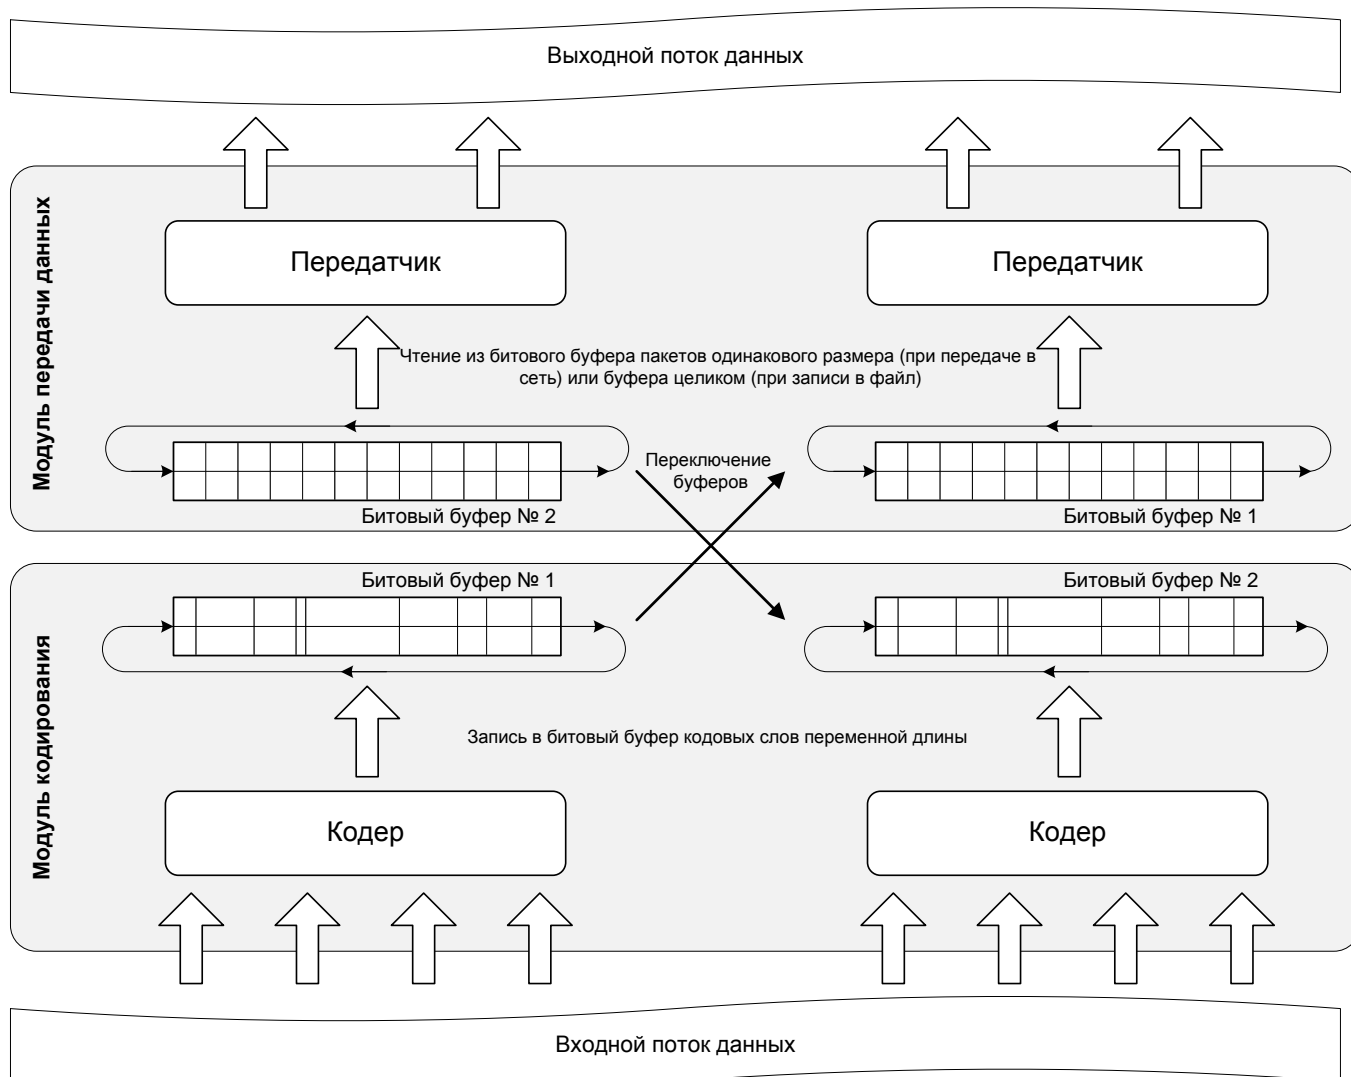 Выходной поток данных
Модуль передачи данных
Передатчик
Передатчик
Чтение из битового буфера пакетов одинакового размера (при передаче в
сеть) или буфера целиком (при записи в файл)
Переключение
буферов
Битовый буфер № 2
Битовый буфер № 1
Модуль кодирования
Битовый буфер № 1
Битовый буфер № 2
Запись в битовый буфер кодовых слов переменной длины
Кодер
Кодер
Входной поток данных